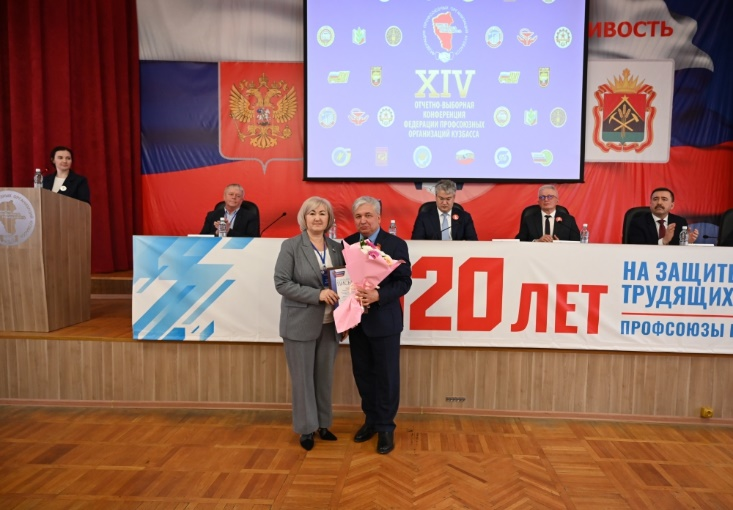 ИВОСТЬ
XIV
ОТЧЕТНО-ВЫБОРНАЯ
КОНФЕРЕНЦИЯ
ФЕДЕРАЦИИ ПРОФСОЮЗНЫХ
ОРГАНИЗАЦИЙ КУЗБАССА
20 ЛЕТ
НА ЗАЩИТЕ
ТРУДЯЩИХ
ПРОФСОЮЗЫ